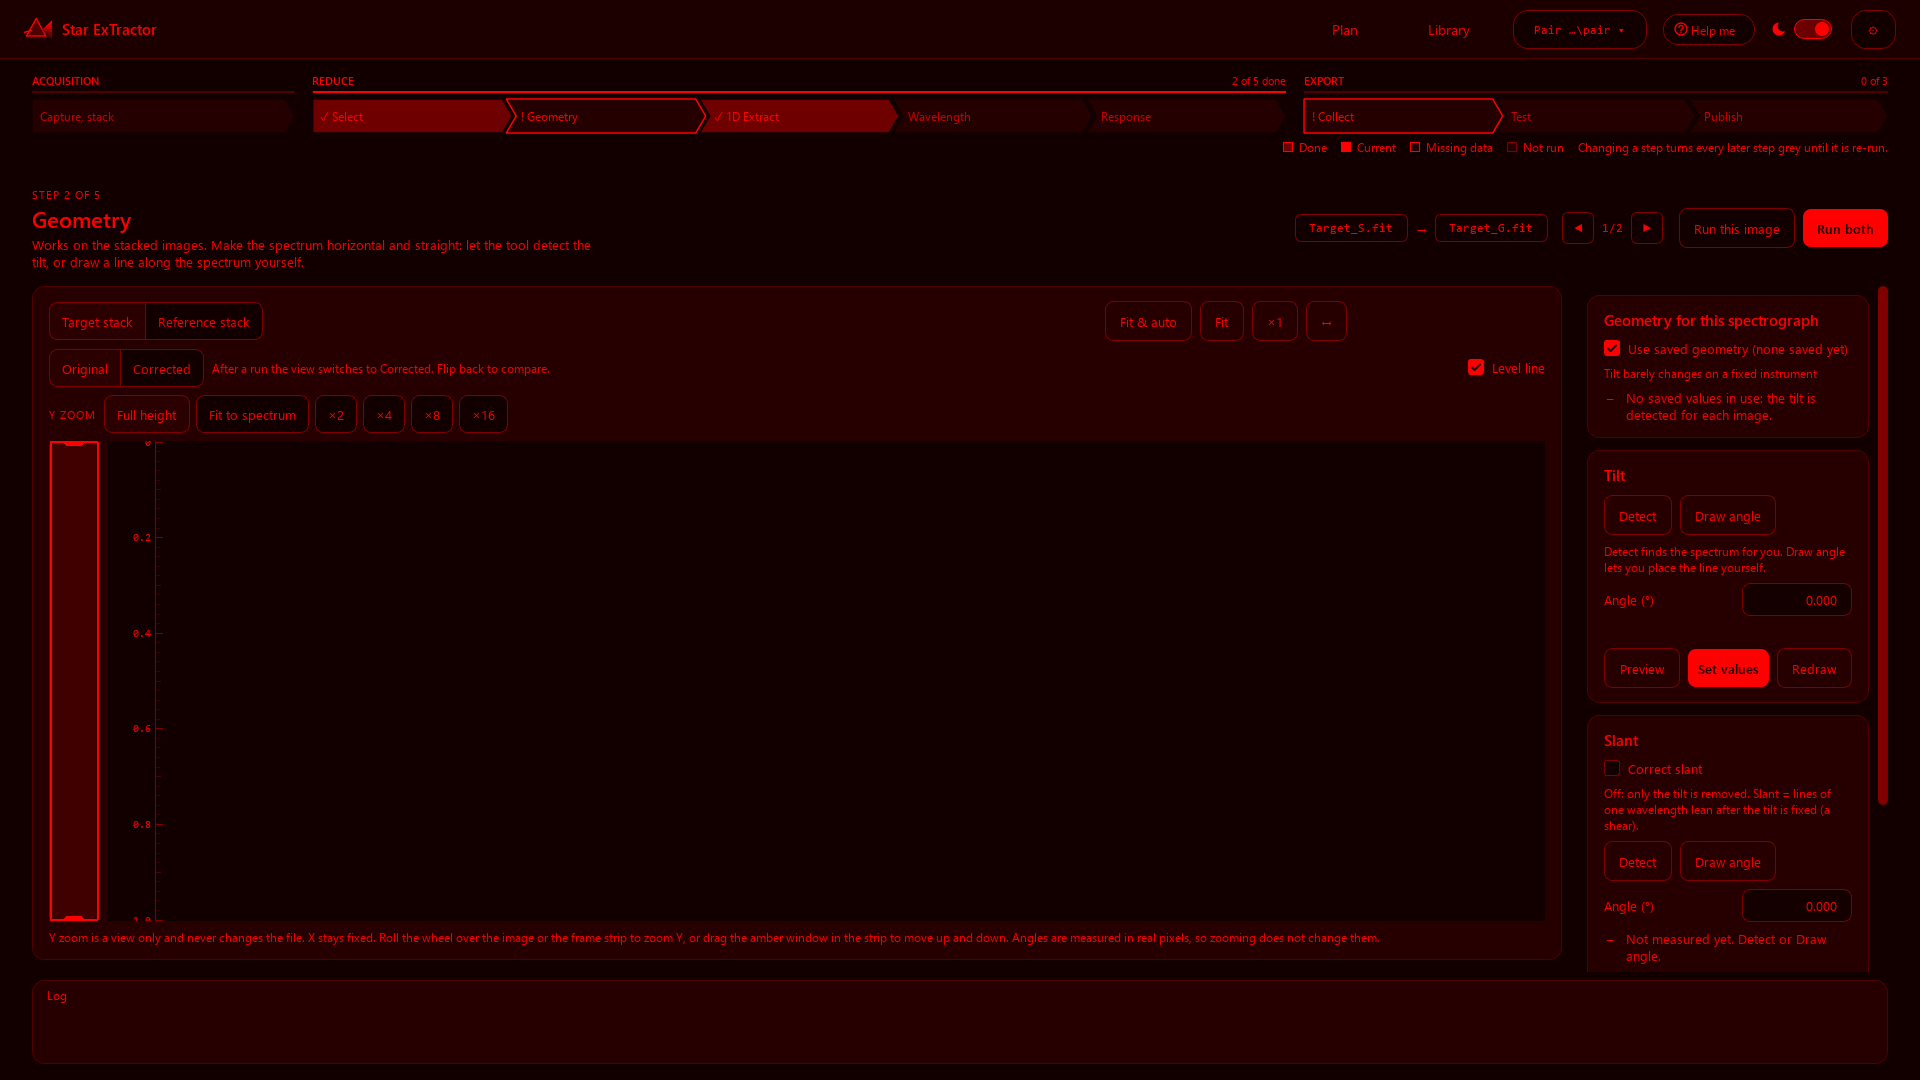 Star ExTractor
Plan
Library
Pair …\pair ▾
Help me
ACQUISITION
REDUCE
2 of 5 done
EXPORT
0 of 3
Capture, stack
✓ Select
! Geometry
✓ 1D Extract
Wavelength
Response
! Collect
Test
Publish
Done
Current
Missing data
Not run
Changing a step turns every later step grey until it is re-run.
STEP 2 OF 5
Geometry
Works on the stacked images. Make the spectrum horizontal and straight: let the tool detect the
tilt, or draw a line along the spectrum yourself.
Target_S.fit → Target_G.fit
◄ 1/2 ►
Run this image
Run both
Target stack
Reference stack
Fit & auto
Fit
×1
↔
Original
Corrected
After a run the view switches to Corrected. Flip back to compare.
Level line
Y ZOOM
Full height
Fit to spectrum
×2
×4
×8
×16
0
0.2
0.4
0.6
0.8
1.0
Y zoom is a view only and never changes the file. X stays fixed. Roll the wheel over the image or the frame strip to zoom Y, or drag the amber window in the strip to move up and down. Angles are measured in real pixels, so zooming does not change them.
Geometry for this spectrograph
Use saved geometry (none saved yet)
Tilt barely changes on a fixed instrument
– No saved values in use: the tilt is
detected for each image.
Tilt
Detect
Draw angle
Detect finds the spectrum for you. Draw angle
lets you place the line yourself.
Angle (°)
0.000
Preview
Set values
Redraw
Slant
Correct slant
Off: only the tilt is removed. Slant = lines of
one wavelength lean after the tilt is fixed (a
shear).
Detect
Draw angle
Angle (°)
0.000
– Not measured yet. Detect or Draw
angle.
Log